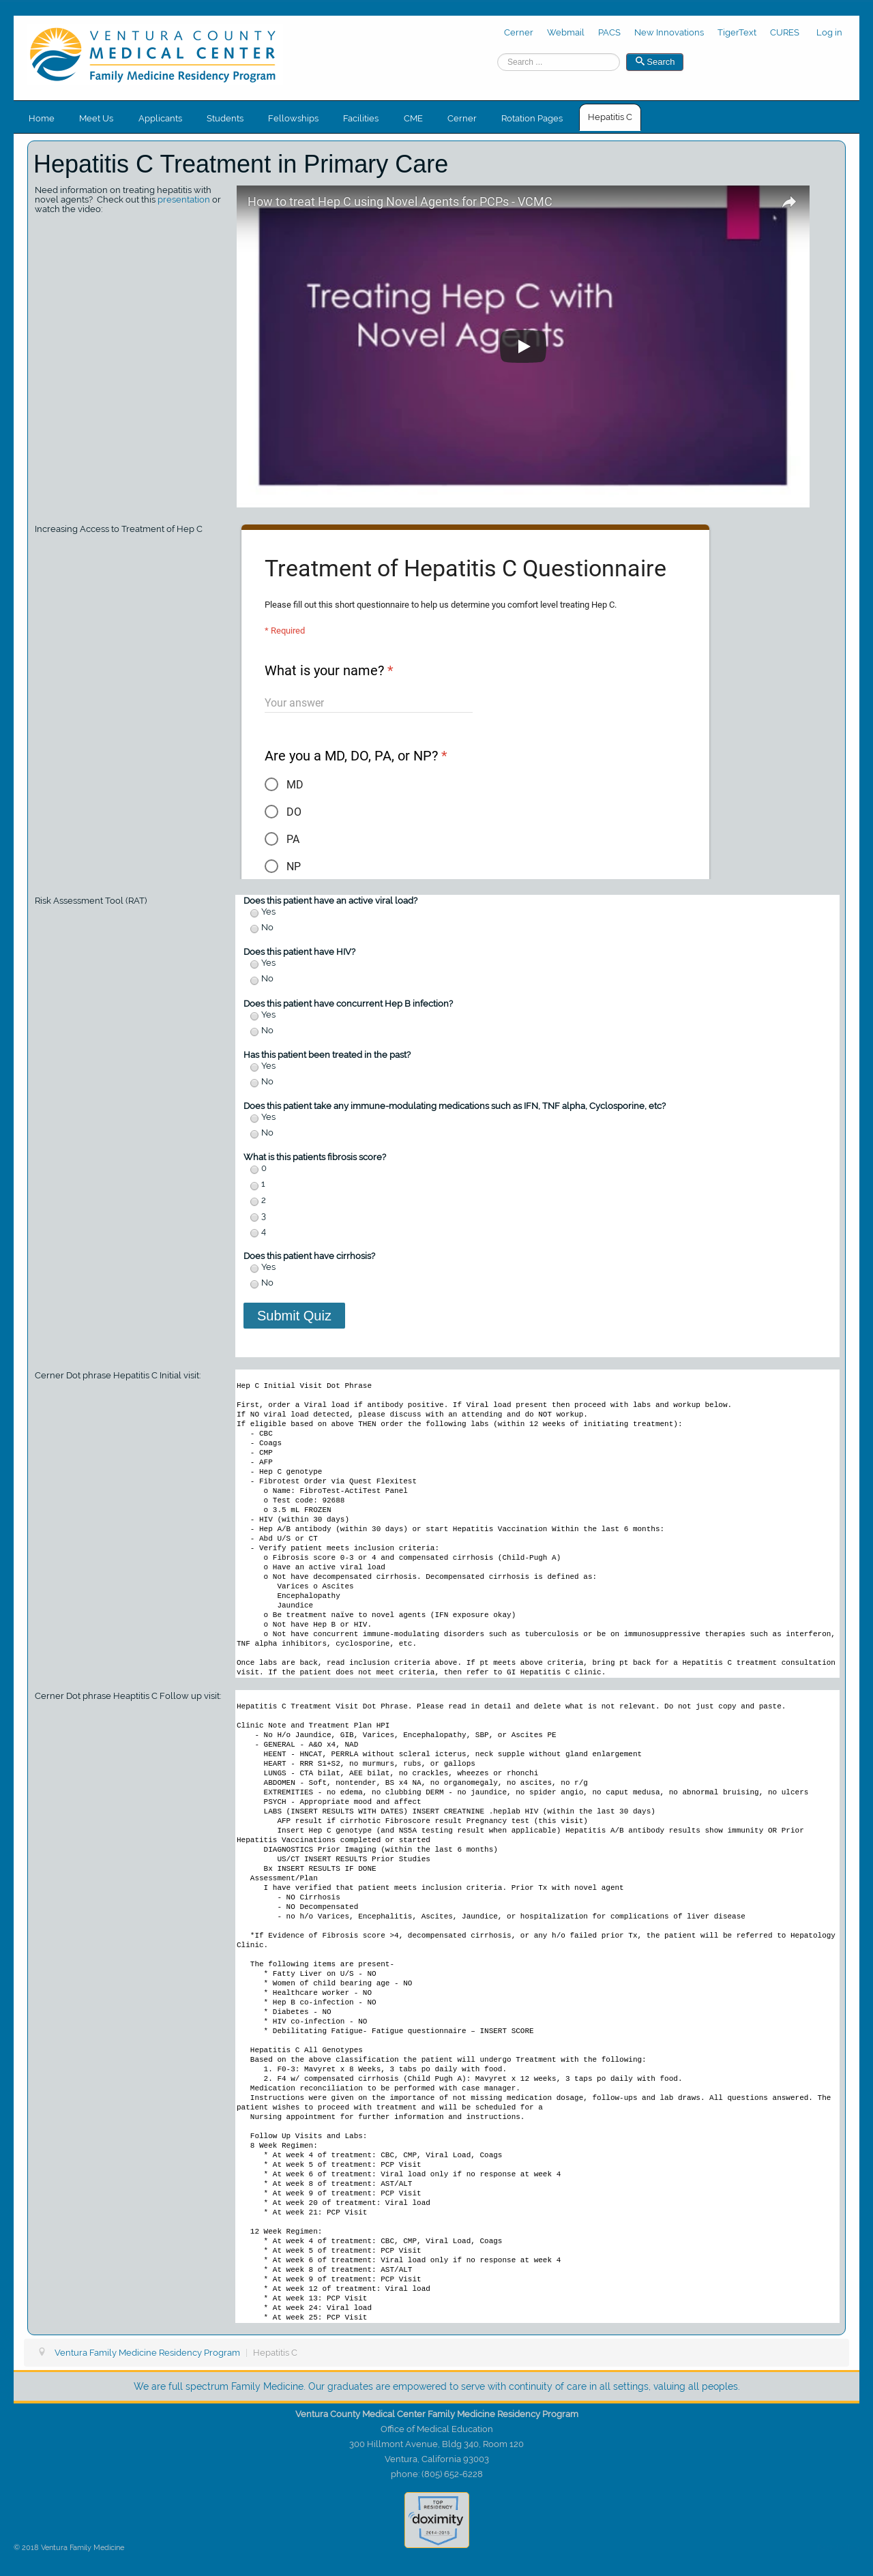 VENTURA COUNTY
MEDICAL CENTER
Family Medicine Residency Program
Cerner Webmail PACS New Innovations TigerText CURES Log in
Search ... Search
Home Meet Us Applicants Students Fellowships Facilities CME Cerner Rotation Pages Hepatitis C
Hepatitis C Treatment in Primary Care
Need information on treating hepatitis with
novel agents? Check out this presentation or
watch the video:
How to treat Hep C using Novel Agents for PCPs - VCMC
Treating Hep C with
Novel Agents
Increasing Access to Treatment of Hep C
Treatment of Hepatitis C Questionnaire
Please fill out this short questionnaire to help us determine you comfort level treating Hep C.
* Required
What is your name? *
Your answer
Are you a MD, DO, PA, or NP? *
MD
DO
PA
NP
Risk Assessment Tool (RAT)
Does this patient have an active viral load?
Yes
No
Does this patient have HIV?
Yes
No
Does this patient have concurrent Hep B infection?
Yes
No
Has this patient been treated in the past?
Yes
No
Does this patient take any immune-modulating medications such as IFN, TNF alpha, Cyclosporine, etc?
Yes
No
What is this patients fibrosis score?
0
1
2
3
4
Does this patient have cirrhosis?
Yes
No
Submit Quiz
Cerner Dot phrase Hepatitis C Initial visit:
Hep C Initial Visit Dot Phrase
First, order a Viral load if antibody positive. If Viral load present then proceed with labs and workup below.
If NO viral load detected, please discuss with an attending and do NOT workup.
If eligible based on above THEN order the following labs (within 12 weeks of initiating treatment):
- CBC
- Coags
- CMP
- AFP
- Hep C genotype
- Fibrotest Order via Quest Flexitest
o Name: FibroTest-ActiTest Panel
o Test code: 92688
o 3.5 mL FROZEN
- HIV (within 30 days)
- Hep A/B antibody (within 30 days) or start Hepatitis Vaccination Within the last 6 months:
- Abd U/S or CT
- Verify patient meets inclusion criteria:
o Fibrosis score 0-3 or 4 and compensated cirrhosis (Child-Pugh A)
o Have an active viral load
o Not have decompensated cirrhosis. Decompensated cirrhosis is defined as:
Varices o Ascites
Encephalopathy
Jaundice
o Be treatment naïve to novel agents (IFN exposure okay)
o Not have Hep B or HIV.
o Not have concurrent immune-modulating disorders such as tuberculosis or be on immunosuppressive therapies such as interferon,
TNF alpha inhibitors, cyclosporine, etc.
Once labs are back, read inclusion criteria above. If pt meets above criteria, bring pt back for a Hepatitis C treatment consultation
visit. If the patient does not meet criteria, then refer to GI Hepatitis C clinic.
Cerner Dot phrase Heaptitis C Follow up visit:
Hepatitis C Treatment Visit Dot Phrase. Please read in detail and delete what is not relevant. Do not just copy and paste.
Clinic Note and Treatment Plan HPI
- No H/o Jaundice, GIB, Varices, Encephalopathy, SBP, or Ascites PE
- GENERAL - A&O x4, NAD
HEENT - HNCAT, PERRLA without scleral icterus, neck supple without gland enlargement
HEART - RRR S1+S2, no murmurs, rubs, or gallops
LUNGS - CTA bilat, AEE bilat, no crackles, wheezes or rhonchi
ABDOMEN - Soft, nontender, BS x4 NA, no organomegaly, no ascites, no r/g
EXTREMITIES - no edema, no clubbing DERM - no jaundice, no spider angio, no caput medusa, no abnormal bruising, no ulcers
PSYCH - Appropriate mood and affect
LABS (INSERT RESULTS WITH DATES) INSERT CREATNINE .heplab HIV (within the last 30 days)
AFP result if cirrhotic Fibroscore result Pregnancy test (this visit)
Insert Hep C genotype (and NS5A testing result when applicable) Hepatitis A/B antibody results show immunity OR Prior
Hepatitis Vaccinations completed or started
DIAGNOSTICS Prior Imaging (within the last 6 months)
US/CT INSERT RESULTS Prior Studies
Bx INSERT RESULTS IF DONE
Assessment/Plan
I have verified that patient meets inclusion criteria. Prior Tx with novel agent
- NO Cirrhosis
- NO Decompensated
- no h/o Varices, Encephalitis, Ascites, Jaundice, or hospitalization for complications of liver disease
*If Evidence of Fibrosis score >4, decompensated cirrhosis, or any h/o failed prior Tx, the patient will be referred to Hepatology
Clinic.
The following items are present-
* Fatty Liver on U/S - NO
* Women of child bearing age - NO
* Healthcare worker - NO
* Hep B co-infection - NO
* Diabetes - NO
* HIV co-infection - NO
* Debilitating Fatigue- Fatigue questionnaire – INSERT SCORE
Hepatitis C All Genotypes
Based on the above classification the patient will undergo Treatment with the following:
1. F0-3: Mavyret x 8 Weeks, 3 tabs po daily with food.
2. F4 w/ compensated cirrhosis (Child Pugh A): Mavyret x 12 weeks, 3 taps po daily with food.
Medication reconciliation to be performed with case manager.
Instructions were given on the importance of not missing medication dosage, follow-ups and lab draws. All questions answered. The
patient wishes to proceed with treatment and will be scheduled for a
Nursing appointment for further information and instructions.
Follow Up Visits and Labs:
8 Week Regimen:
* At week 4 of treatment: CBC, CMP, Viral Load, Coags
* At week 5 of treatment: PCP Visit
* At week 6 of treatment: Viral load only if no response at week 4
* At week 8 of treatment: AST/ALT
* At week 9 of treatment: PCP Visit
* At week 20 of treatment: Viral load
* At week 21: PCP Visit
12 Week Regimen:
* At week 4 of treatment: CBC, CMP, Viral Load, Coags
* At week 5 of treatment: PCP Visit
* At week 6 of treatment: Viral load only if no response at week 4
* At week 8 of treatment: AST/ALT
* At week 9 of treatment: PCP Visit
* At week 12 of treatment: Viral load
* At week 13: PCP Visit
* At week 24: Viral load
* At week 25: PCP Visit
Ventura Family Medicine Residency Program | Hepatitis C
We are full spectrum Family Medicine. Our graduates are empowered to serve with continuity of care in all settings, valuing all peoples.
Ventura County Medical Center Family Medicine Residency Program
Office of Medical Education
300 Hillmont Avenue, Bldg 340, Room 120
Ventura, California 93003
phone: (805) 652-6228
TOP
RESIDENCY
doximity
2014-2015
© 2018 Ventura Family Medicine